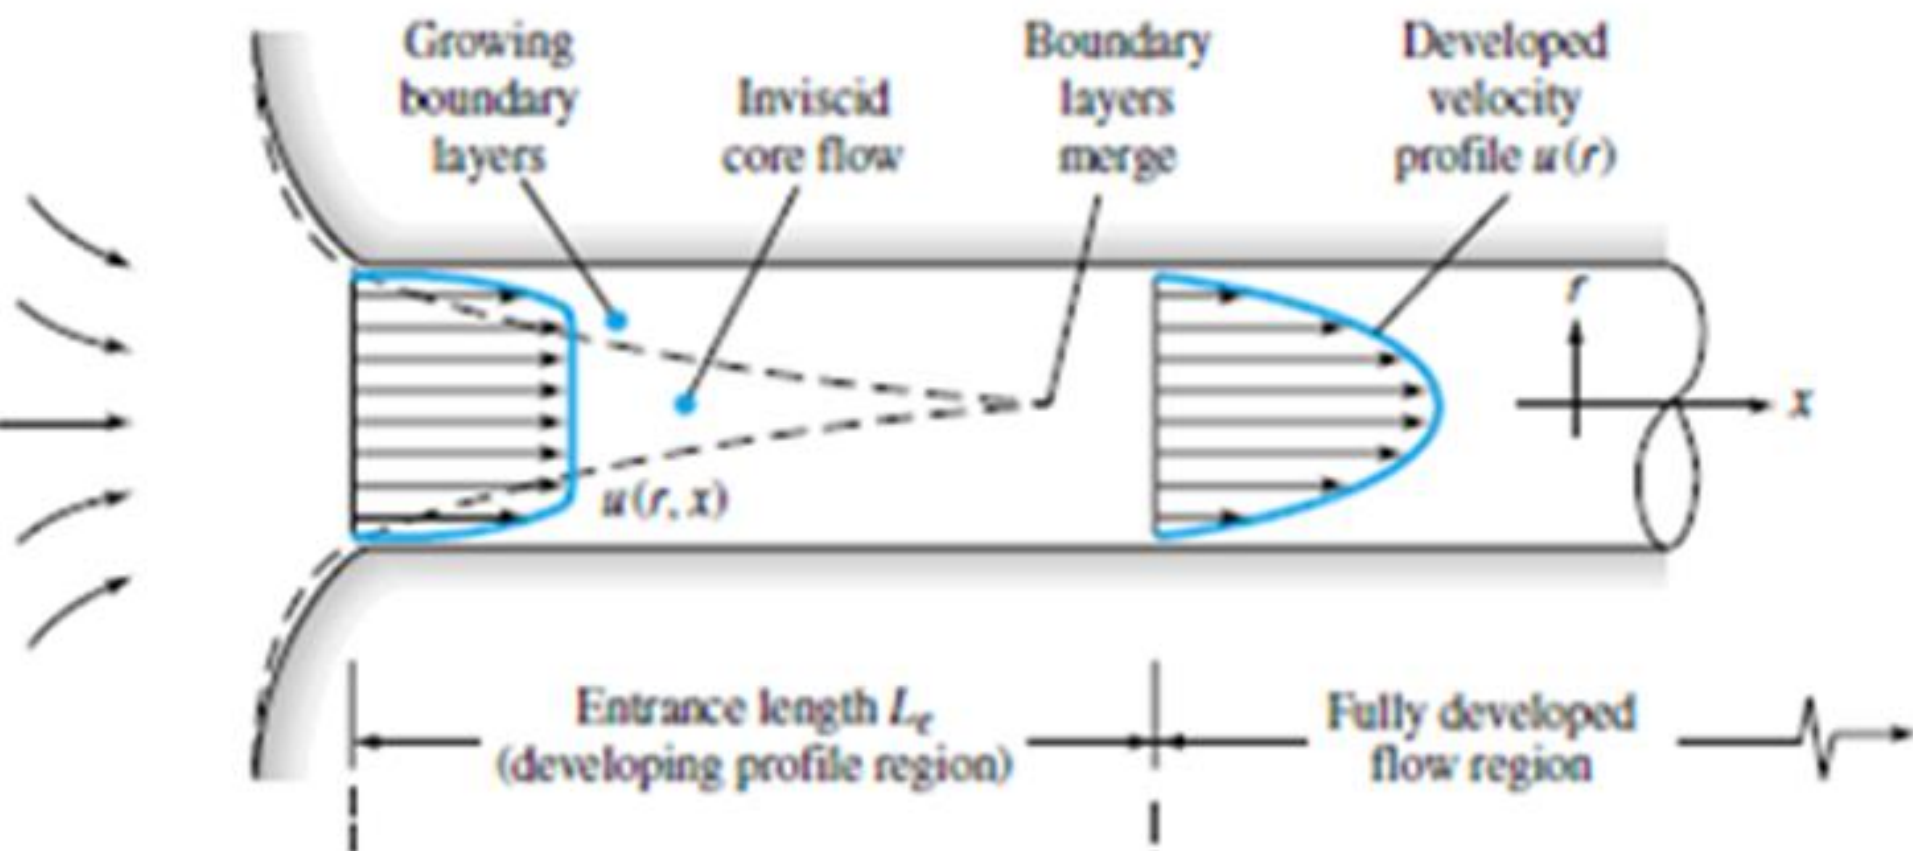 Growing
boundary
layers
Inviscid
core flow
Boundary
layers
merge
Developed
velocity
profile u(r)
r
x
u(r, x)
Entrance length Le
(developing profile region)
Fully developed
flow region